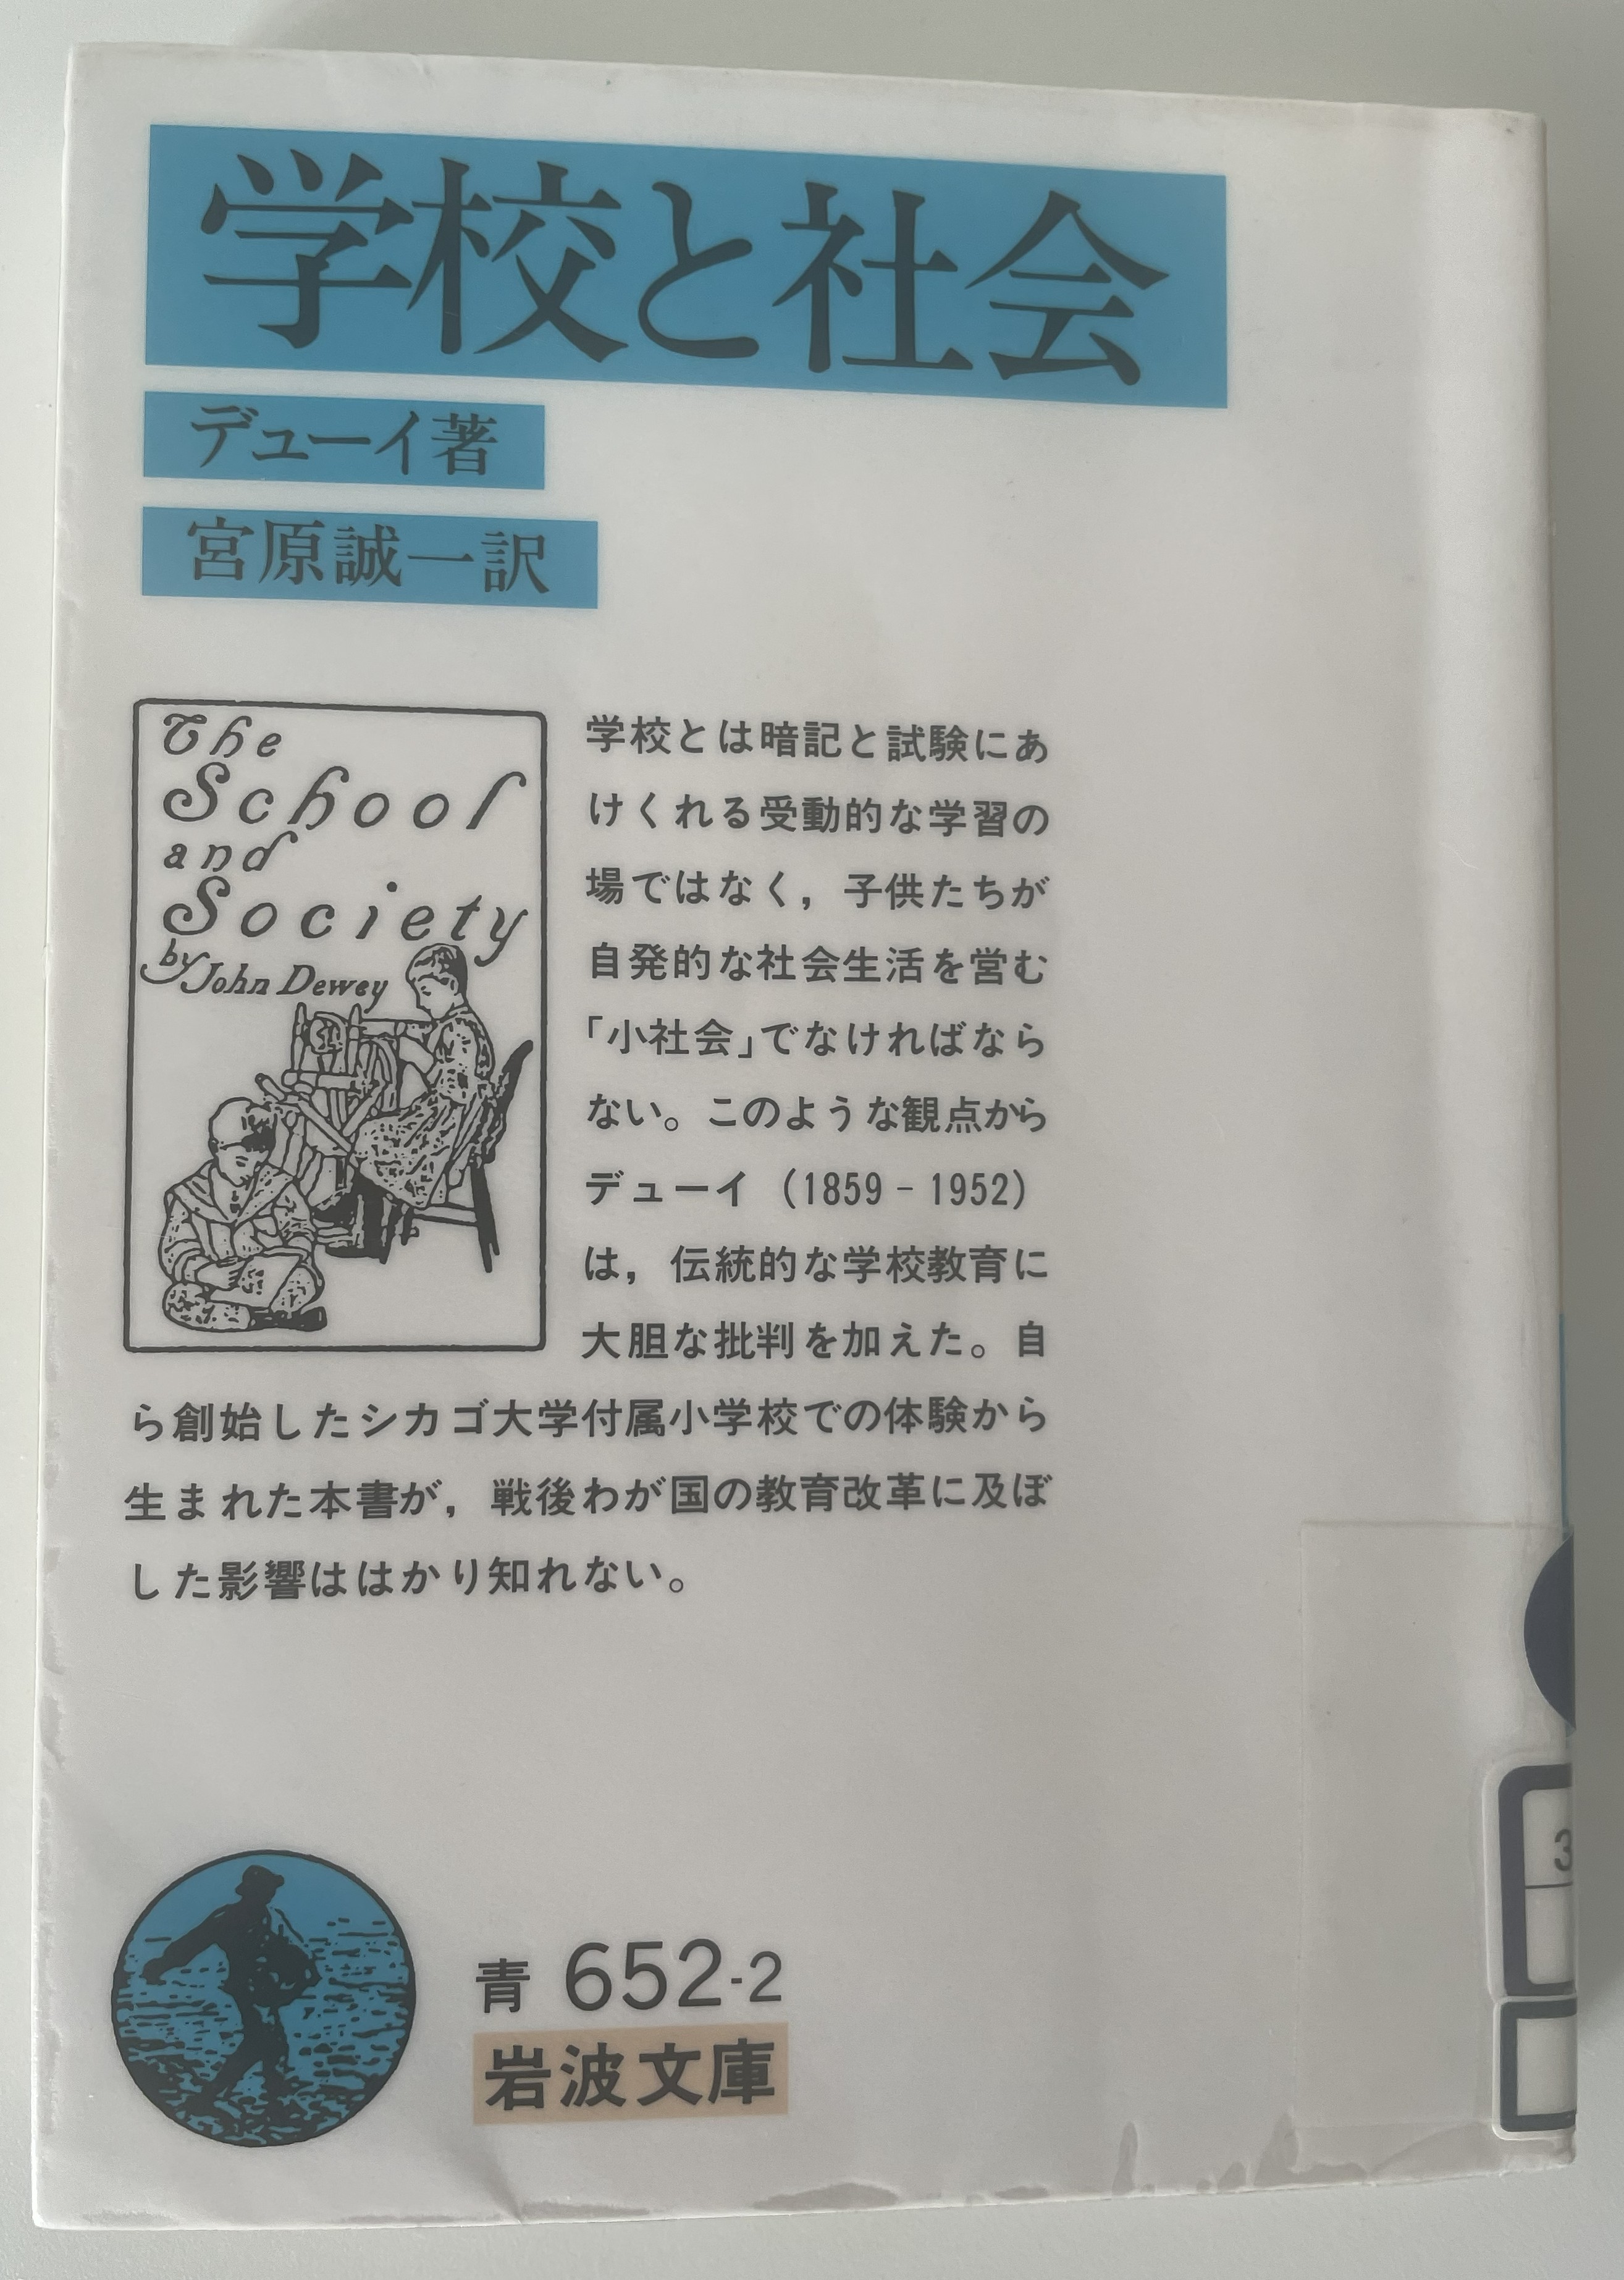 学校と社会
デューイ著
宮原誠一訳
The
School
and
Society
by John Dewey
学校とは暗記と試験にあ
けくれる受動的な学習の
場ではなく，子供たちが
自発的な社会生活を営む
「小社会」でなければなら
ない。このような観点から
デューイ（1859‐1952）
は，伝統的な学校教育に
大胆な批判を加えた。自
ら創始したシカゴ大学付属小学校での体験から
生まれた本書が，戦後わが国の教育改革に及ぼ
した影響ははかり知れない。
青 652-2
岩波文庫
3